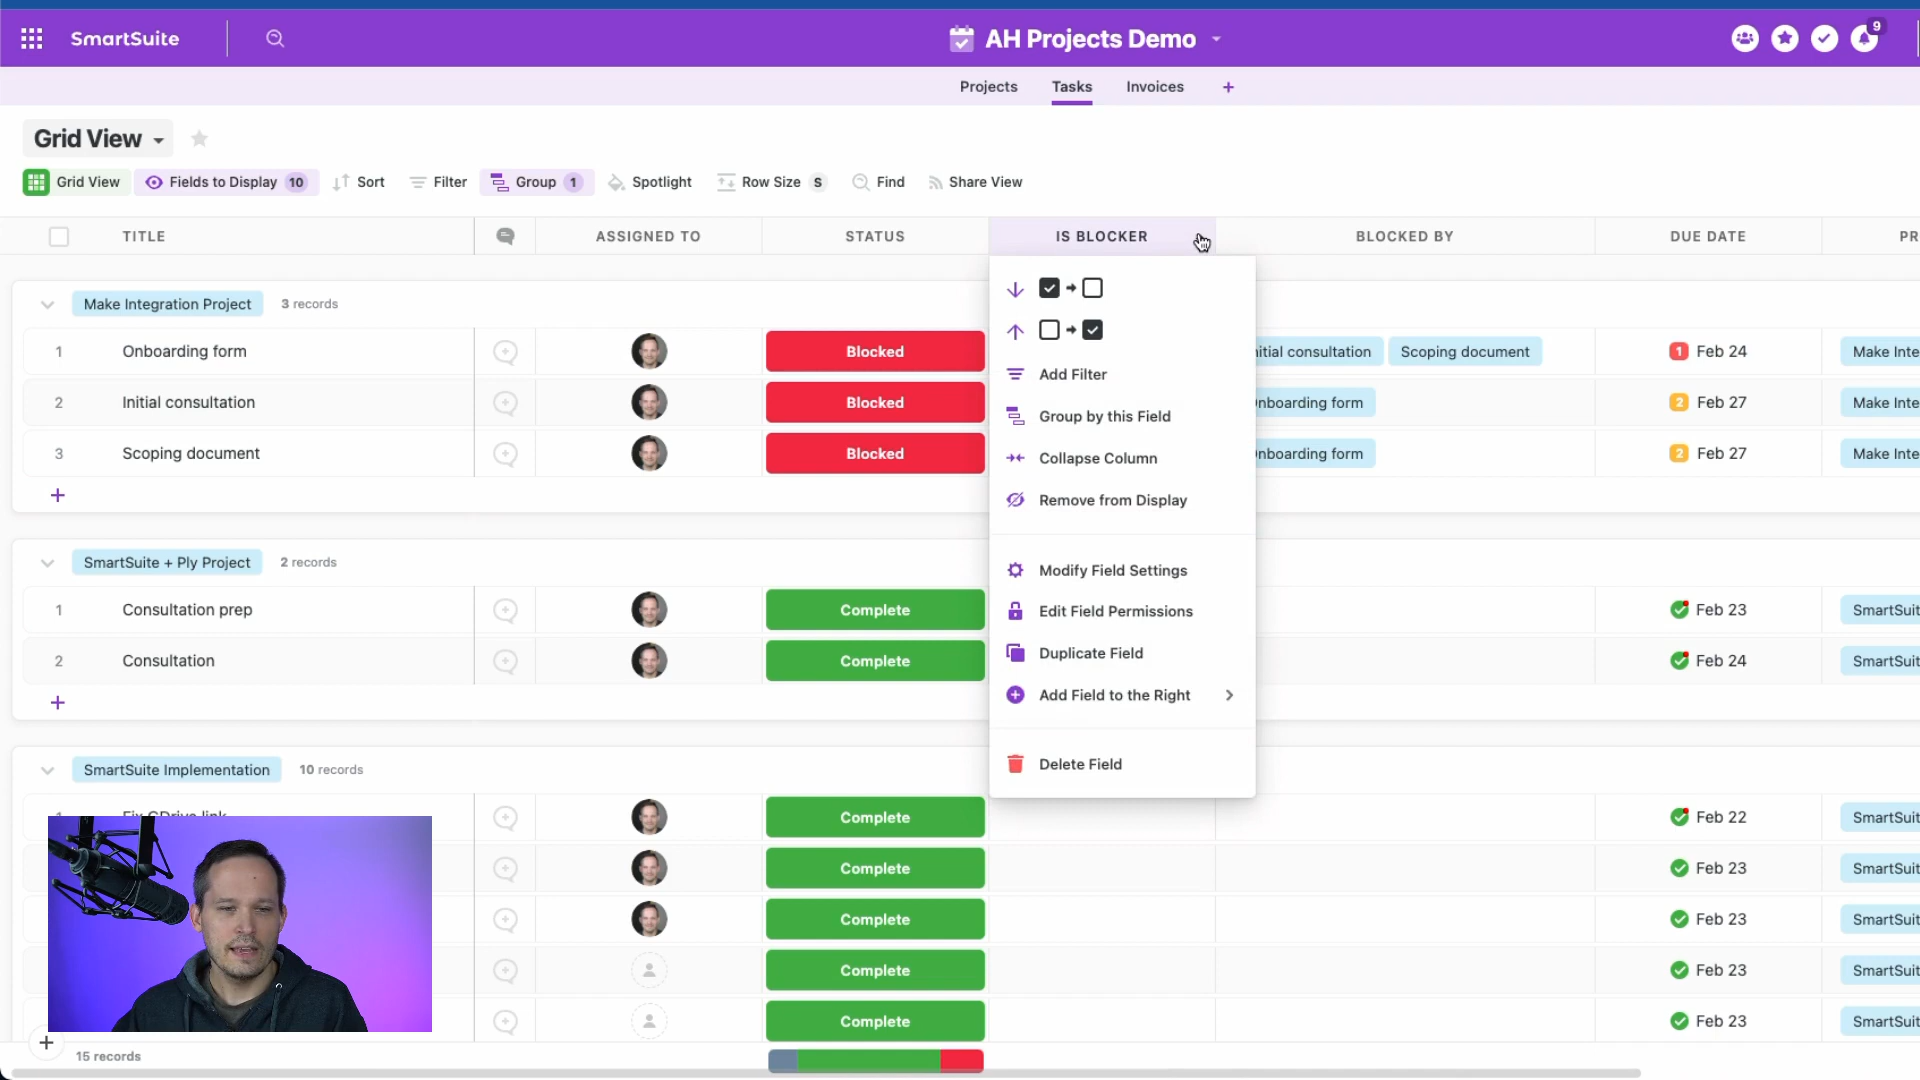 SmartSuite
AH Projects Demo
9
Projects
Tasks
Invoices
+
Grid View
Grid View
Fields to Display 10
Sort
Filter
Group 1
Spotlight
Row Size S
Find
Share View
TITLE
ASSIGNED TO
STATUS
IS BLOCKER
BLOCKED BY
DUE DATE
PR
Make Integration Project 3 records
1 Onboarding form Blocked nitial consultation Scoping document 1 Feb 24 Make Inte
2 Initial consultation Blocked nboarding form 2 Feb 27 Make Inte
3 Scoping document Blocked nboarding form 2 Feb 27 Make Inte
+
SmartSuite + Ply Project 2 records
1 Consultation prep Complete Feb 23 SmartSuit
2 Consultation Complete Feb 24 SmartSuit
+
SmartSuite Implementation 10 records
Complete Feb 22 SmartSuit
Complete Feb 23 SmartSuit
Complete Feb 23 SmartSuit
Complete Feb 23 SmartSuit
Complete Feb 23 SmartSuit
+
15 records
Add Filter
Group by this Field
Collapse Column
Remove from Display
Modify Field Settings
Edit Field Permissions
Duplicate Field
Add Field to the Right
Delete Field